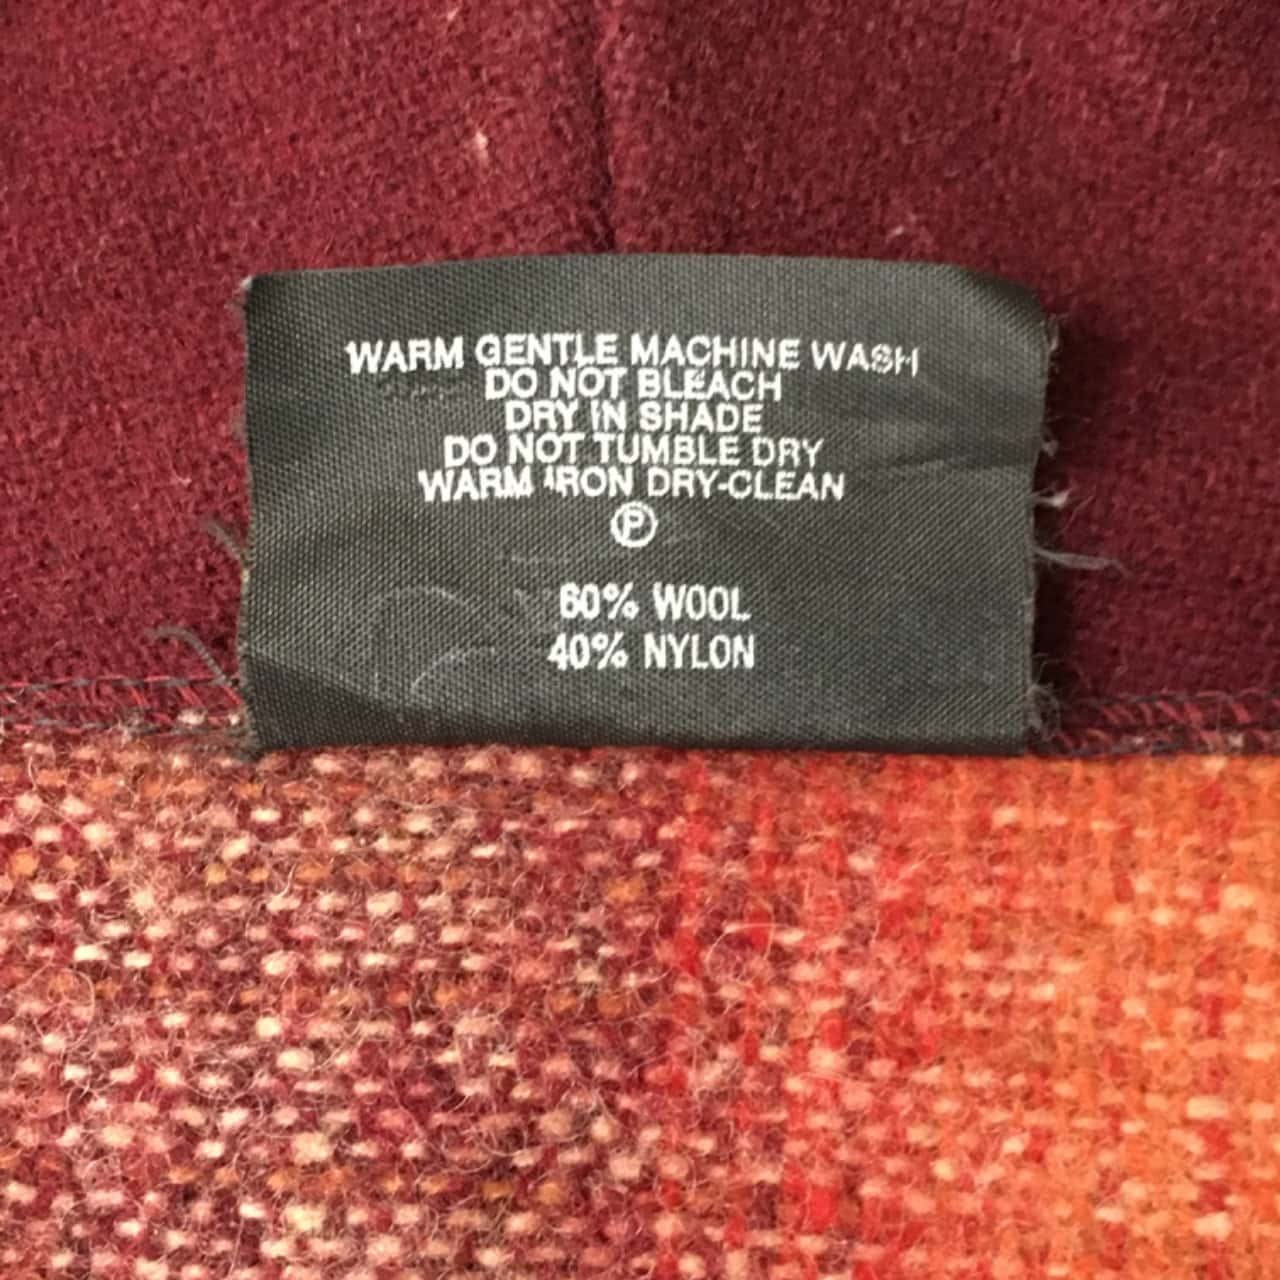 WARM GENTLE MACHINE WASH
DO NOT BLEACH
DRY IN SHADE
DO NOT TUMBLE DRY
WARM IRON DRY-CLEAN
Ⓟ
60% WOOL
40% NYLON